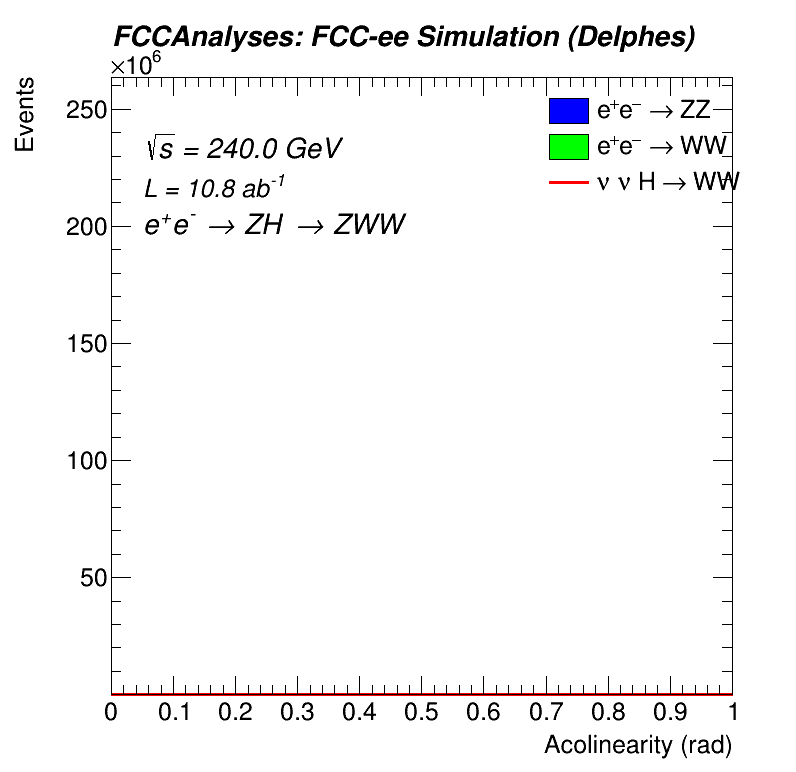 FCCAnalyses: FCC-ee Simulation (Delphes)
×10⁶
Events
250
200
150
100
50
√s = 240.0 GeV
L = 10.8 ab⁻¹
e⁺e⁻ → ZH → ZWW
e⁺e⁻ → ZZ
e⁺e⁻ → WW
ν ν H → WW
0 0.1 0.2 0.3 0.4 0.5 0.6 0.7 0.8 0.9 1
Acolinearity (rad)